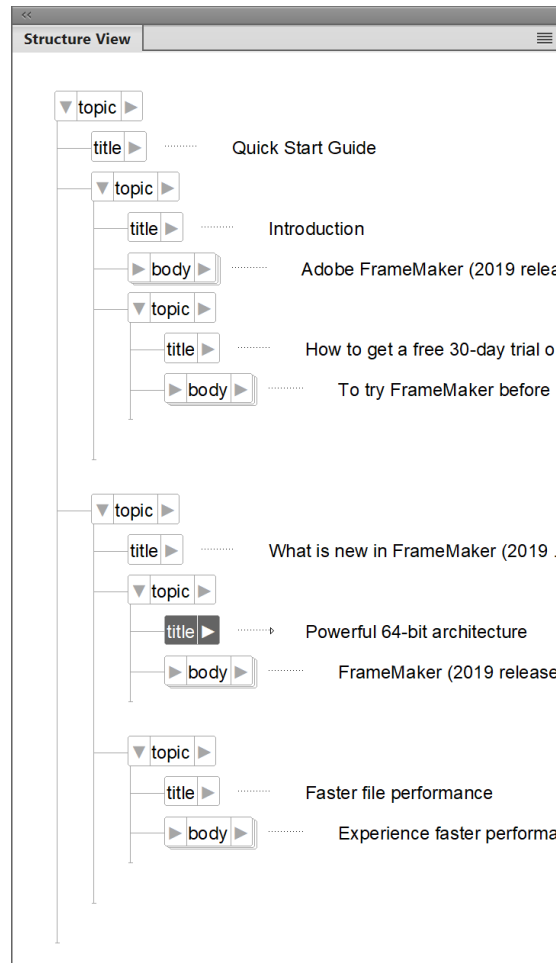 Structure View
topic
title Quick Start Guide
topic
title Introduction
body Adobe FrameMaker (2019
topic
title How to get a free 30-day trial
body To try FrameMaker before
topic
title What is new in FrameMaker (2019
topic
title Powerful 64-bit architecture
body FrameMaker (2019 release
topic
title Faster file performance
body Experience faster